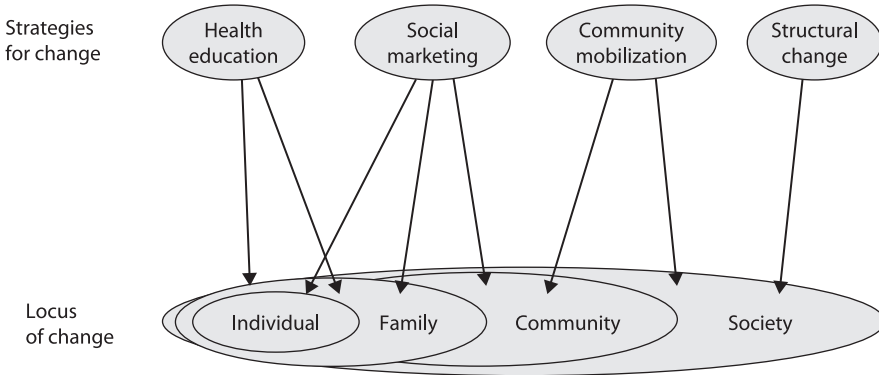 Strategies
for change
Health
education
Social
marketing
Community
mobilization
Structural
change
Locus
of change
Individual
Family
Community
Society